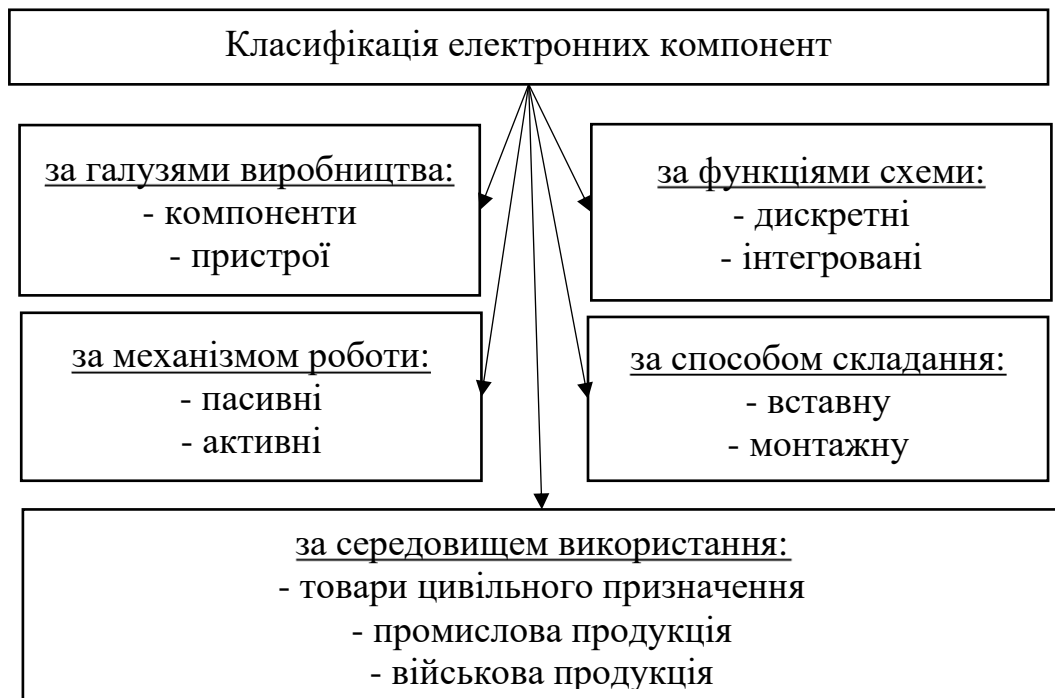 Класифікація електронних компонент
за галузями виробництва:
- компоненти
- пристрої
за функціями схеми:
- дискретні
- інтегровані
за механізмом роботи:
- пасивні
- активні
за способом складання:
- вставну
- монтажну
за середовищем використання:
- товари цивільного призначення
- промислова продукція
- військова продукція